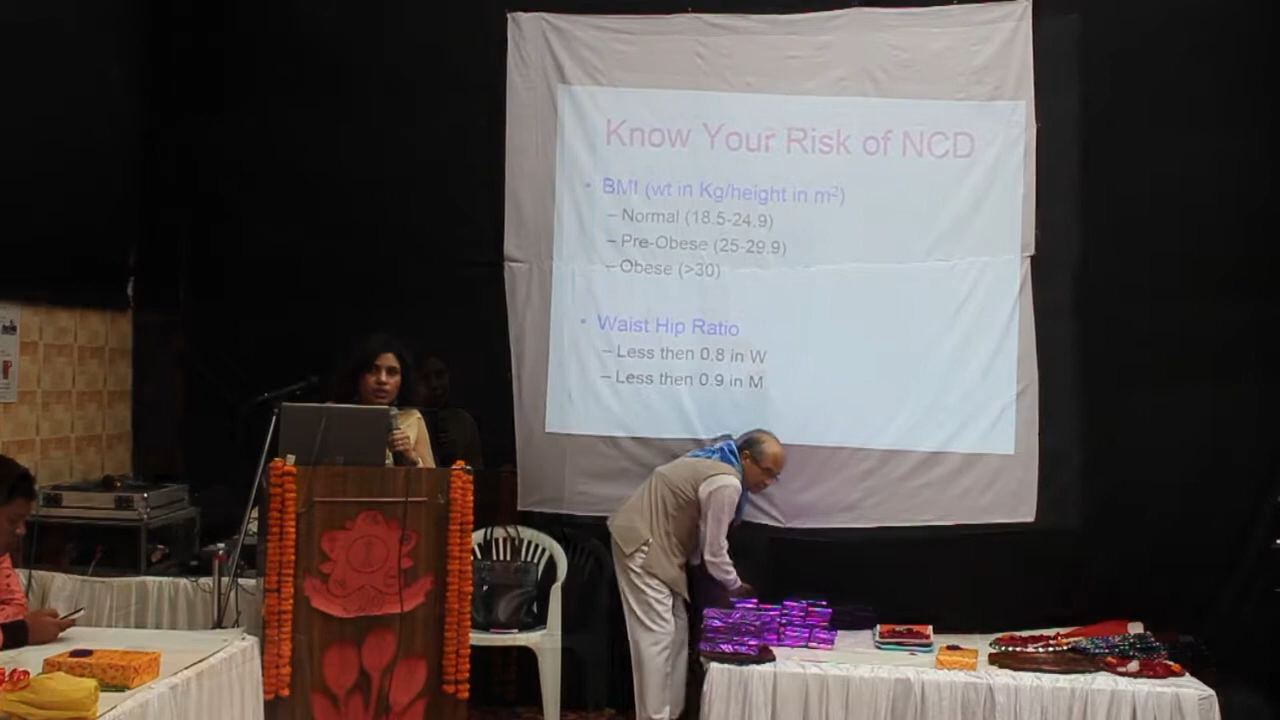 Know Your Risk of NCD
• BMI (wt in Kg/height in m²)
– Normal (18.5-24.9)
– Pre-Obese (25-29.9)
– Obese (>30)
• Waist Hip Ratio
– Less then 0.8 in W
– Less then 0.9 in M